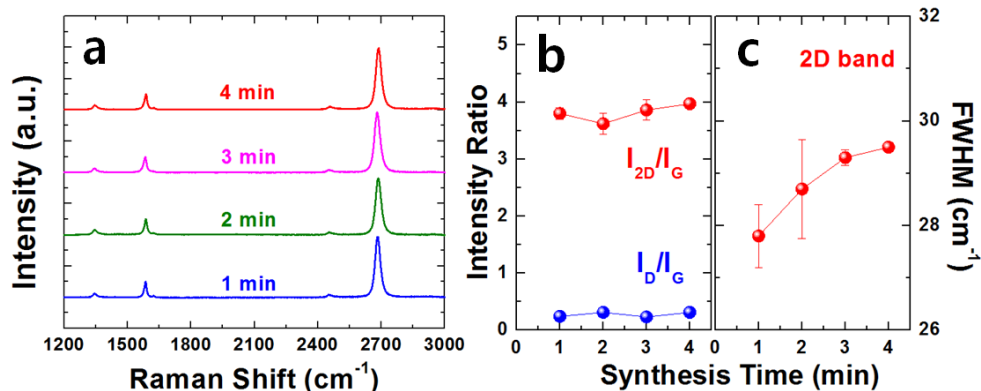 a
4 min
3 min
2 min
1 min
Intensity (a.u.)
1200 1500 1800 2100 2400 2700 3000
Raman Shift (cm⁻¹)
b
I2D/IG
ID/IG
Intensity Ratio
5
4
3
2
1
0
0 1 2 3 4
c
2D band
0 1 2 3 4
Synthesis Time (min)
32
30
28
26
FWHM (cm⁻¹)